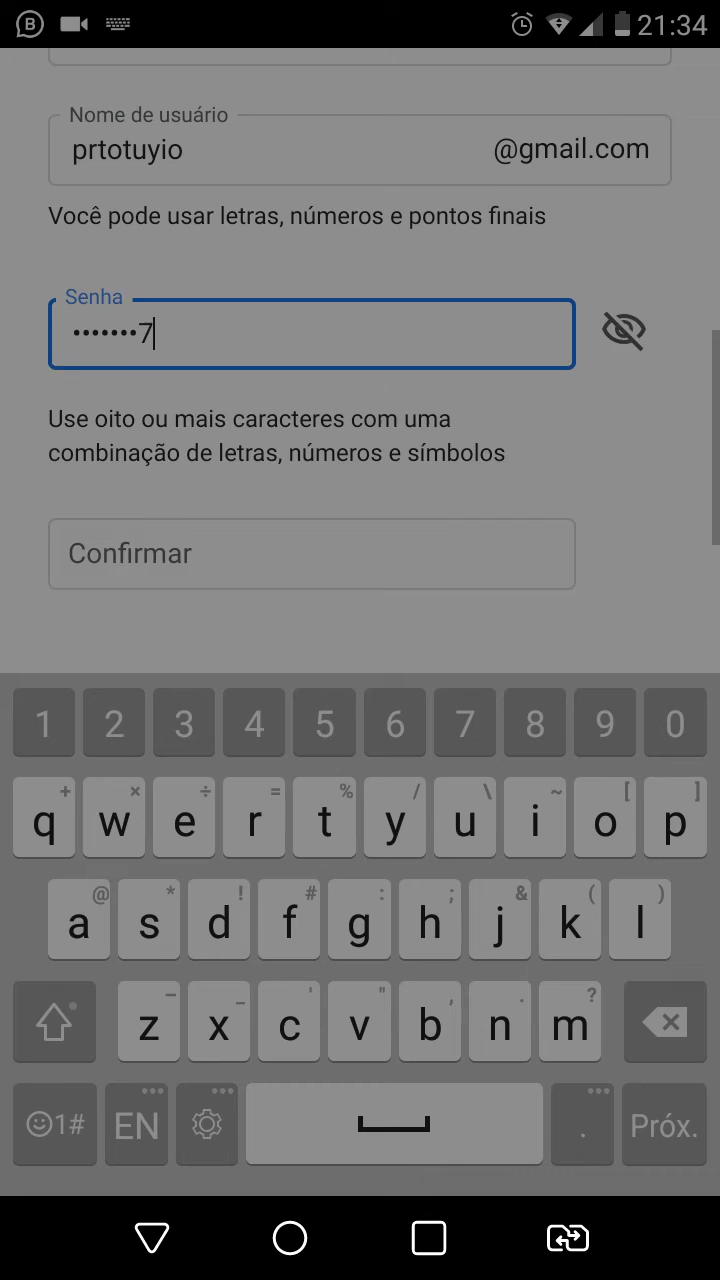 21:34
Nome de usuário
prtotuyio @gmail.com
Você pode usar letras, números e pontos finais
Senha
•••••••7
Use oito ou mais caracteres com uma
combinação de letras, números e símbolos
Confirmar
1 2 3 4 5 6 7 8 9 0
+ × ÷ = % / \ ~ [ ]
q w e r t y u i o p
@ * ! # : ; & ( )
a s d f g h j k l
– _ ' " , . ?
z x c v b n m
1# EN . Próx.